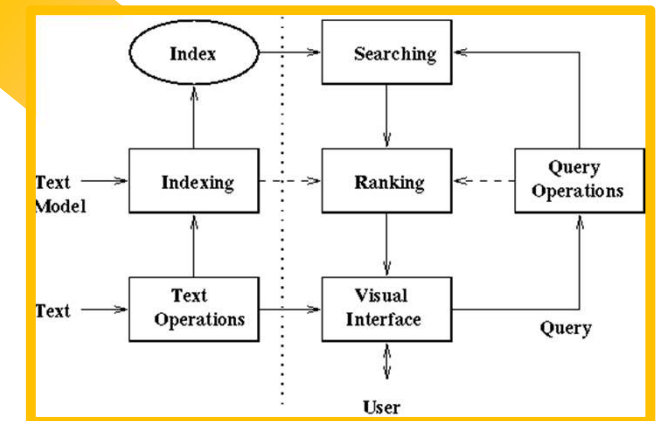 Index
Searching
Text
Model
Indexing
Ranking
Query
Operations
Text
Text
Operations
Visual
Interface
Query
User